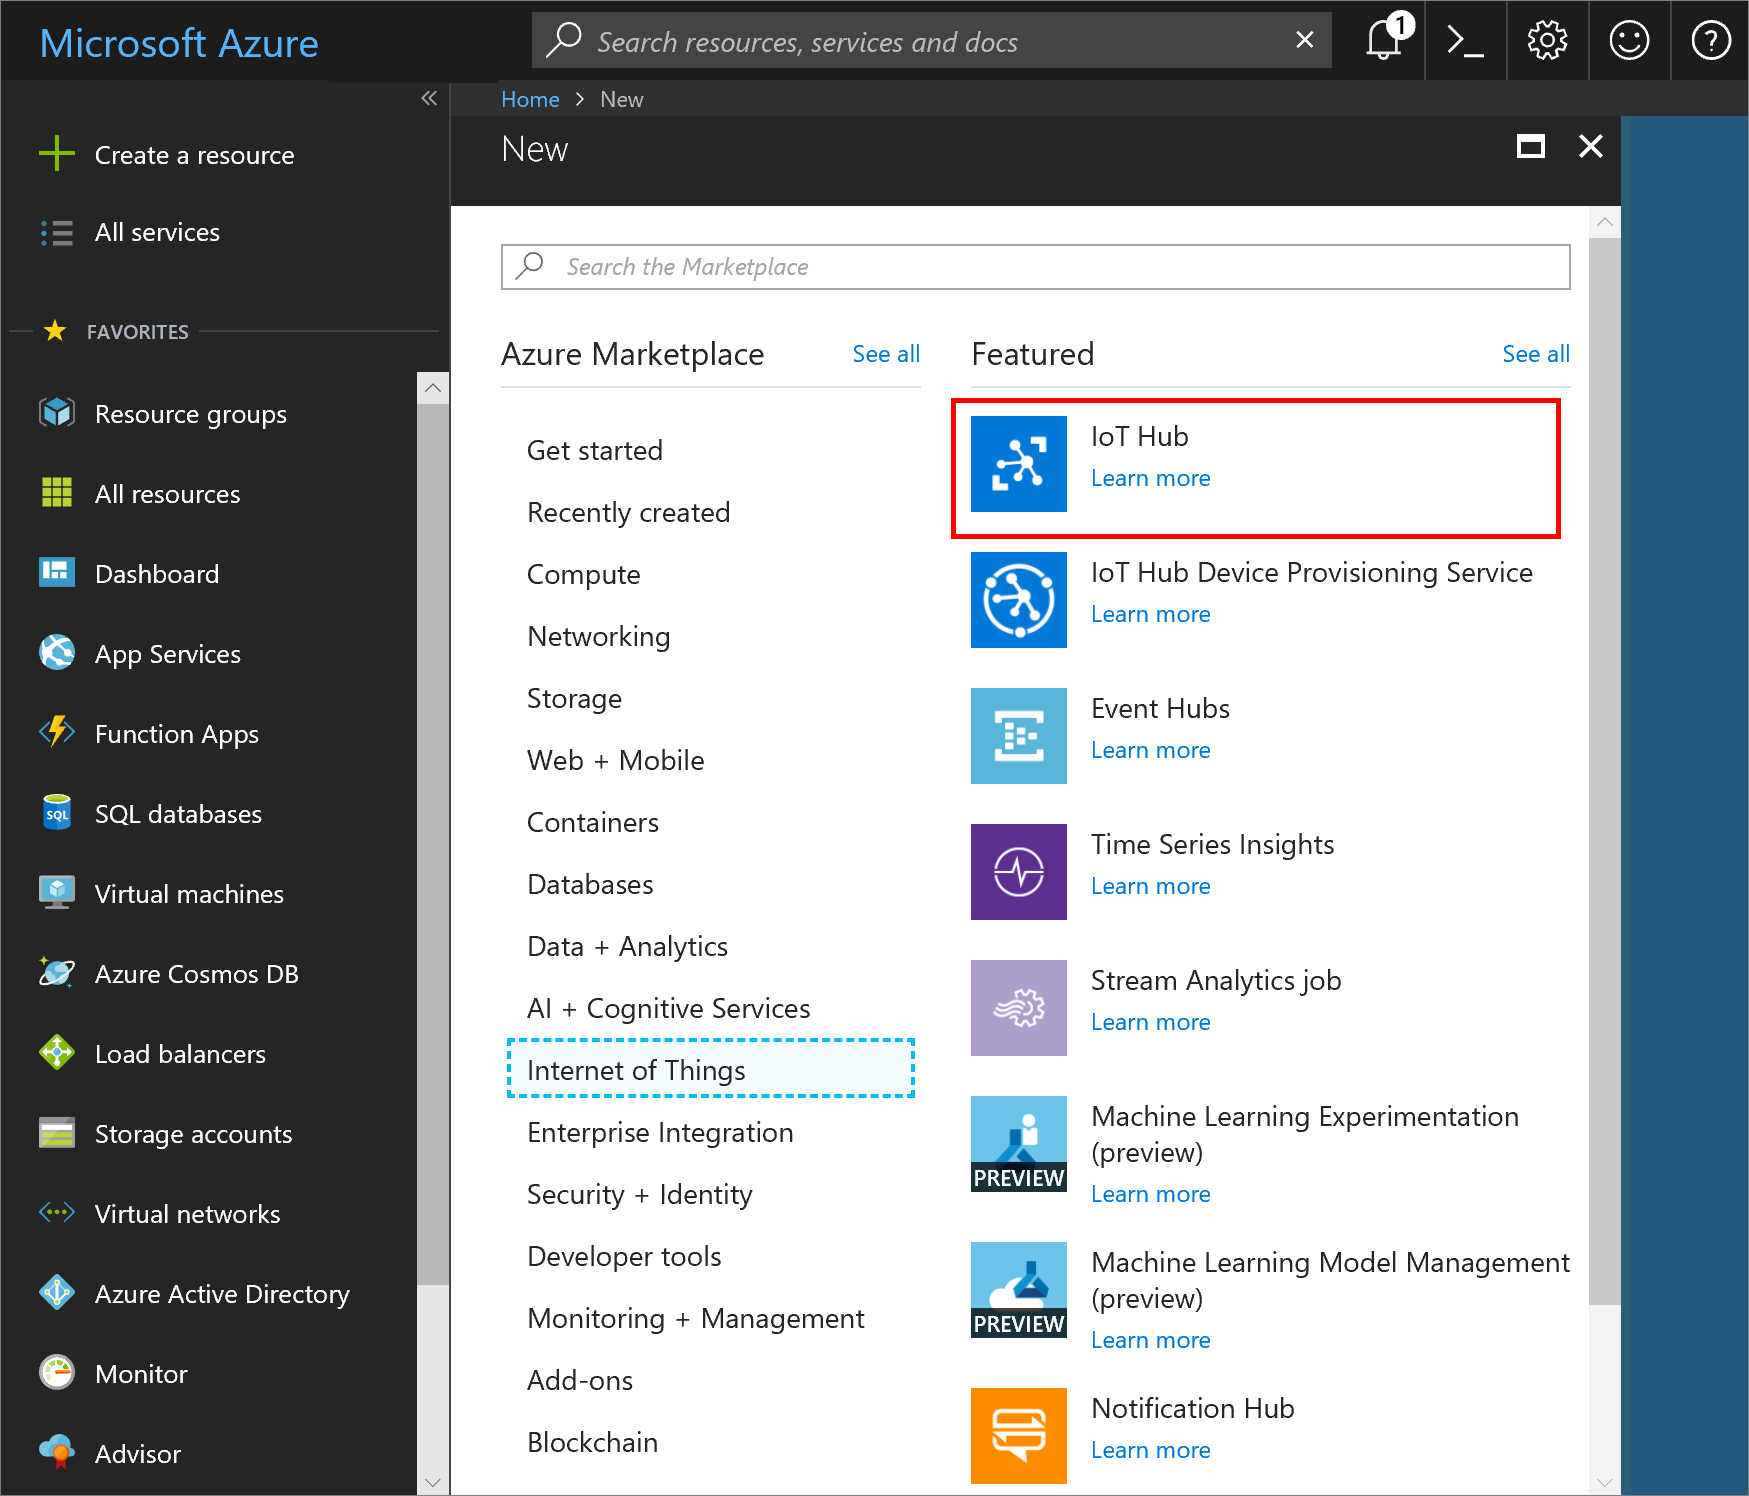 Microsoft Azure
Search resources, services and docs
1
Home > New
New
Create a resource
All services
FAVORITES
Resource groups
All resources
Dashboard
App Services
Function Apps
SQL
SQL databases
Virtual machines
Azure Cosmos DB
Load balancers
Storage accounts
Virtual networks
Azure Active Directory
Monitor
Advisor
Search the Marketplace
Azure Marketplace
See all
Get started
Recently created
Compute
Networking
Storage
Web + Mobile
Containers
Databases
Data + Analytics
AI + Cognitive Services
Internet of Things
Enterprise Integration
Security + Identity
Developer tools
Monitoring + Management
Add-ons
Blockchain
Featured
See all
IoT Hub
Learn more
IoT Hub Device Provisioning Service
Learn more
Event Hubs
Learn more
Time Series Insights
Learn more
Stream Analytics job
Learn more
PREVIEW
Machine Learning Experimentation
(preview)
Learn more
PREVIEW
Machine Learning Model Management
(preview)
Learn more
Notification Hub
Learn more